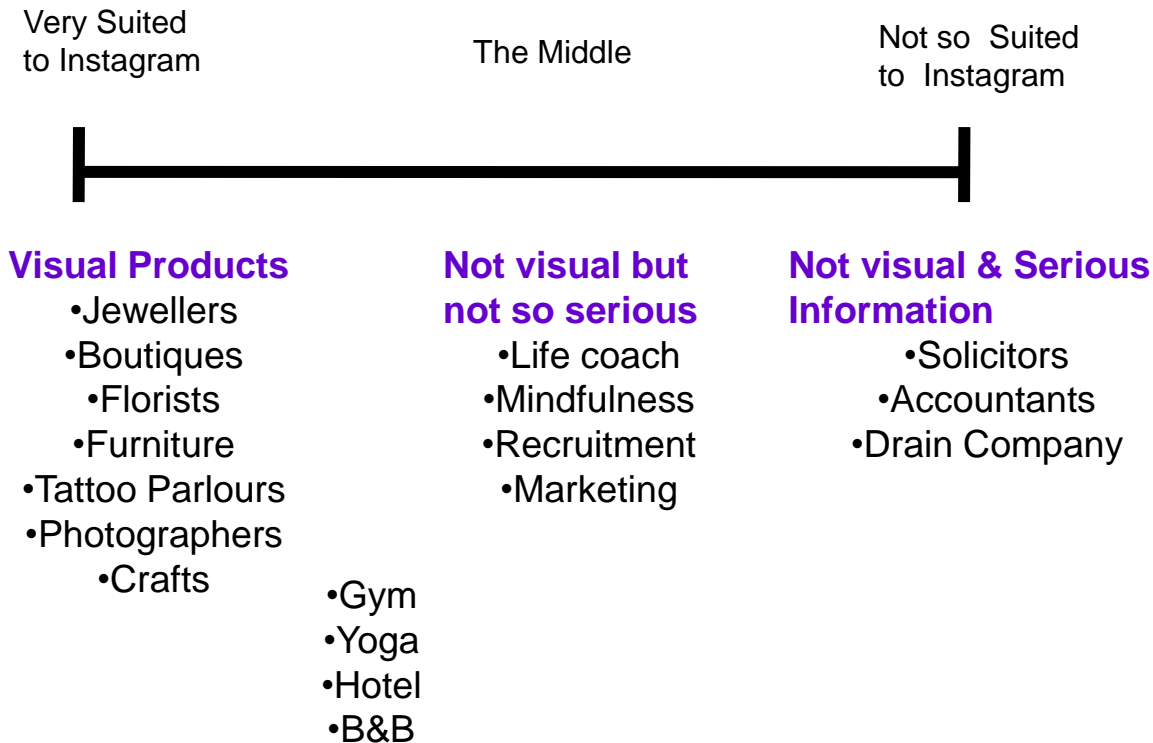 Very Suited
to Instagram
The Middle
Not so  Suited
to  Instagram
Visual Products
•Jewellers
•Boutiques
•Florists
•Furniture
•Tattoo Parlours
•Photographers
•Crafts
•Gym
•Yoga
•Hotel
•B&B
Not visual but
not so serious
•Life coach
•Mindfulness
•Recruitment
•Marketing
Not visual & Serious
Information
•Solicitors
•Accountants
•Drain Company